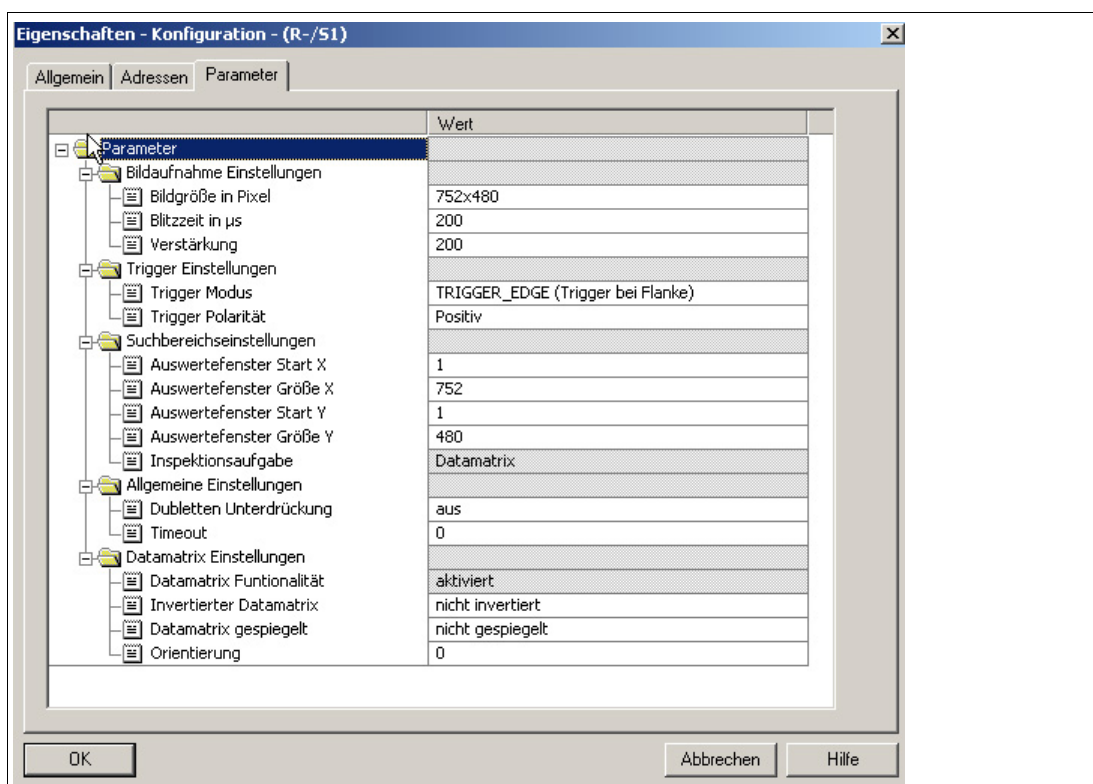 Eigenschaften - Konfiguration - (R-/S1)
Allgemein Adressen Parameter
Wert
Parameter
Bildaufnahme Einstellungen
Bildgröße in Pixel 752x480
Blitzzeit in µs 200
Verstärkung 200
Trigger Einstellungen
Trigger Modus TRIGGER_EDGE (Trigger bei Flanke)
Trigger Polarität Positiv
Suchbereichseinstellungen
Auswertefenster Start X 1
Auswertefenster Größe X 752
Auswertefenster Start Y 1
Auswertefenster Größe Y 480
Inspektionsaufgabe Datamatrix
Allgemeine Einstellungen
Dubletten Unterdrückung aus
Timeout 0
Datamatrix Einstellungen
Datamatrix Funtionalität aktiviert
Invertierter Datamatrix nicht invertiert
Datamatrix gespiegelt nicht gespiegelt
Orientierung 0
OK Abbrechen Hilfe